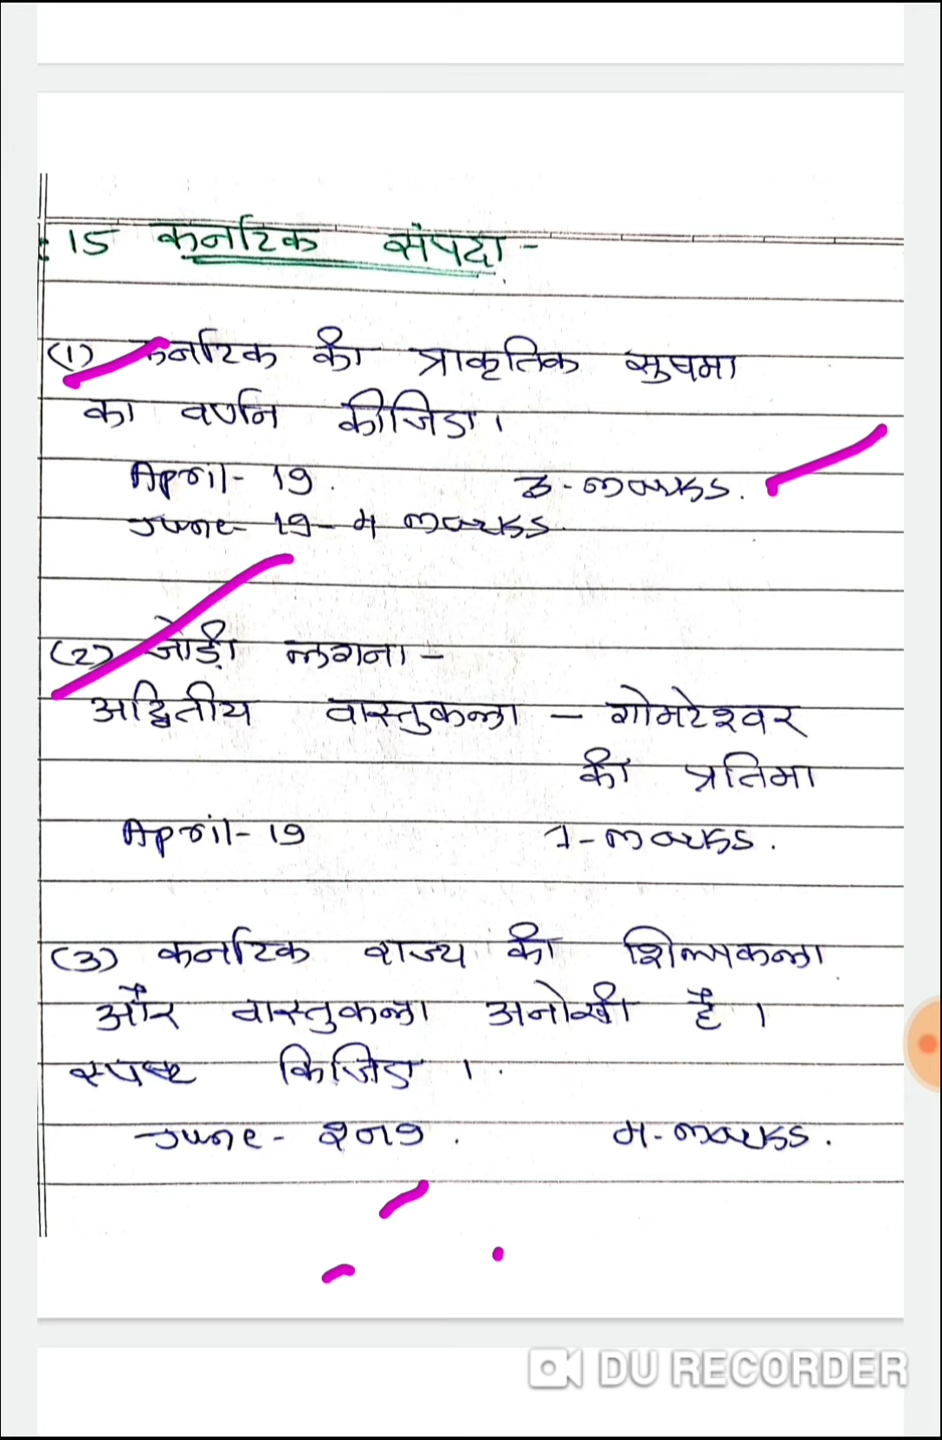 15 कर्नाटक संपदा -
(1) कर्नाटक की प्राकृतिक सुषमा
का वर्णन कीजिए।
April - 19. 3 - marks.
June - 19 - 4 marks.
(2) जोड़ी लगना -
अद्वितीय वास्तुकला - गोमटेश्वर
की प्रतिमा
April - 19 1 - marks.
(3) कर्नाटक राज्य की शिल्पकला
और वास्तुकला अनोखी है।
स्पष्ट किजिए।
June - 2019. 4 - marks.
DU RECORDER